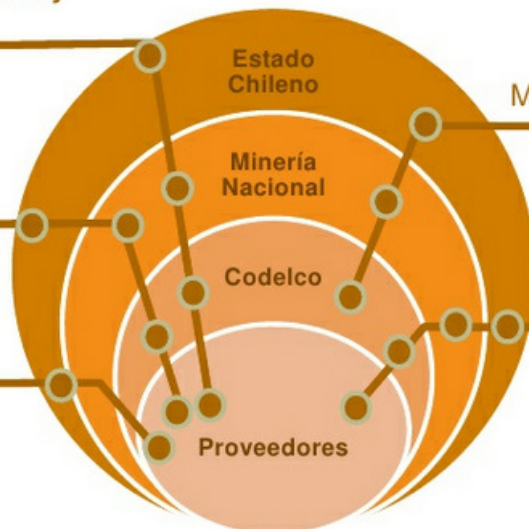 Estado
Chileno
M
Minería
Nacional
Codelco
Proveedores